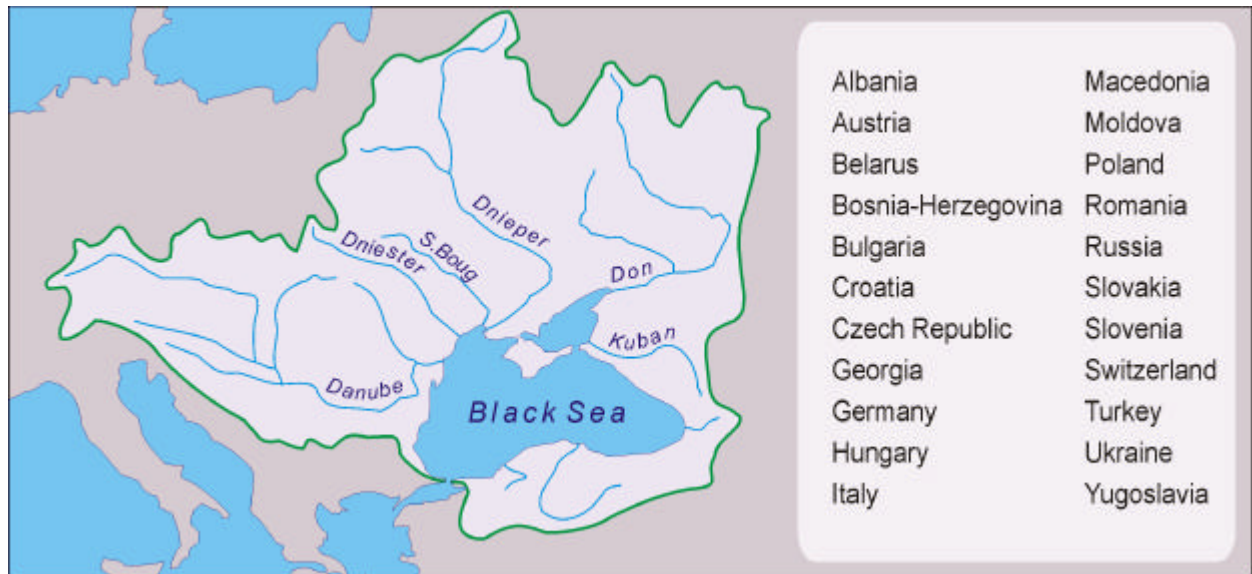 Dnieper
S.Boug
Dniester
Don
Kuban
Danube
Black Sea
Albania
Austria
Belarus
Bosnia-Herzegovina
Bulgaria
Croatia
Czech Republic
Georgia
Germany
Hungary
Italy
Macedonia
Moldova
Poland
Romania
Russia
Slovakia
Slovenia
Switzerland
Turkey
Ukraine
Yugoslavia